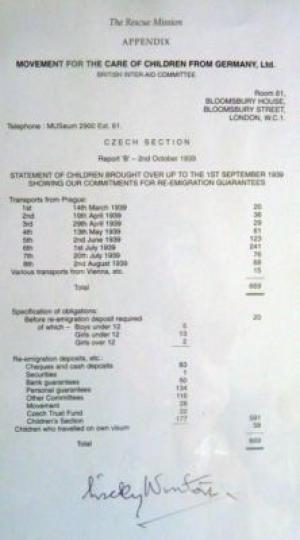 The Rescue Mission
APPENDIX
MOVEMENT FOR THE CARE OF CHILDREN FROM GERMANY, Ltd.
BRITISH INTER-AID COMMITTEE
Room 61,
BLOOMSBURY HOUSE,
BLOOMSBURY STREET,
LONDON, W.C.1.
Telephone : MUSeum 2900 Ext. 61.
CZECH SECTION
Report 'B' – 2nd October 1939
STATEMENT OF CHILDREN BROUGHT OVER UP TO THE 1ST SEPTEMBER 1939
SHOWING OUR COMMITMENTS FOR RE-EMIGRATION GUARANTEES
Transports from Prague:
1st 14th March 1939 20
2nd 19th April 1939 36
3rd 29th April 1939 29
4th 13th May 1939 61
5th 2nd June 1939 123
6th 1st July 1939 241
7th 20th July 1939 76
8th 2nd August 1939 68
Various transports from Vienna, etc. 15
Total 669
Specification of obligations:
Before re-emigration deposit required 20
of which – Boys under 12 5
Girls under 12 13
Girls over 12 2
Re-emigration deposits, etc.:
Cheques and cash deposits 83
Securities 1
Bank guarantees 50
Personal guarantees 134
Other Committees
Movement
Czech Trust Fund 22
Children's Section 177 591
Children who travelled on own visum 58
Total 669
Nicky Winton